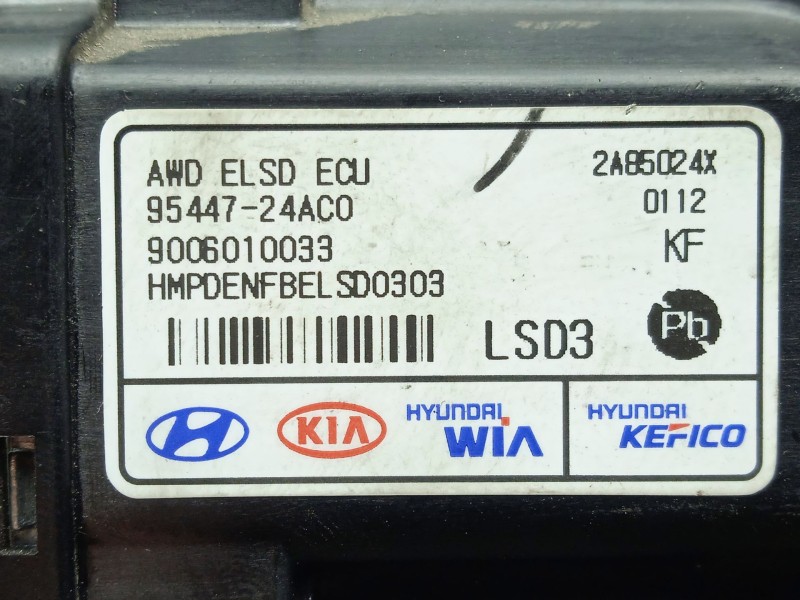 AWD ELSD ECU
2A85024X
95447-24AC0
0112
9006010033
KF
HMPDENFBELSD0303
LSD3
Pb
KIA
HYUNDAI
WIA
HYUNDAI
KEFICO